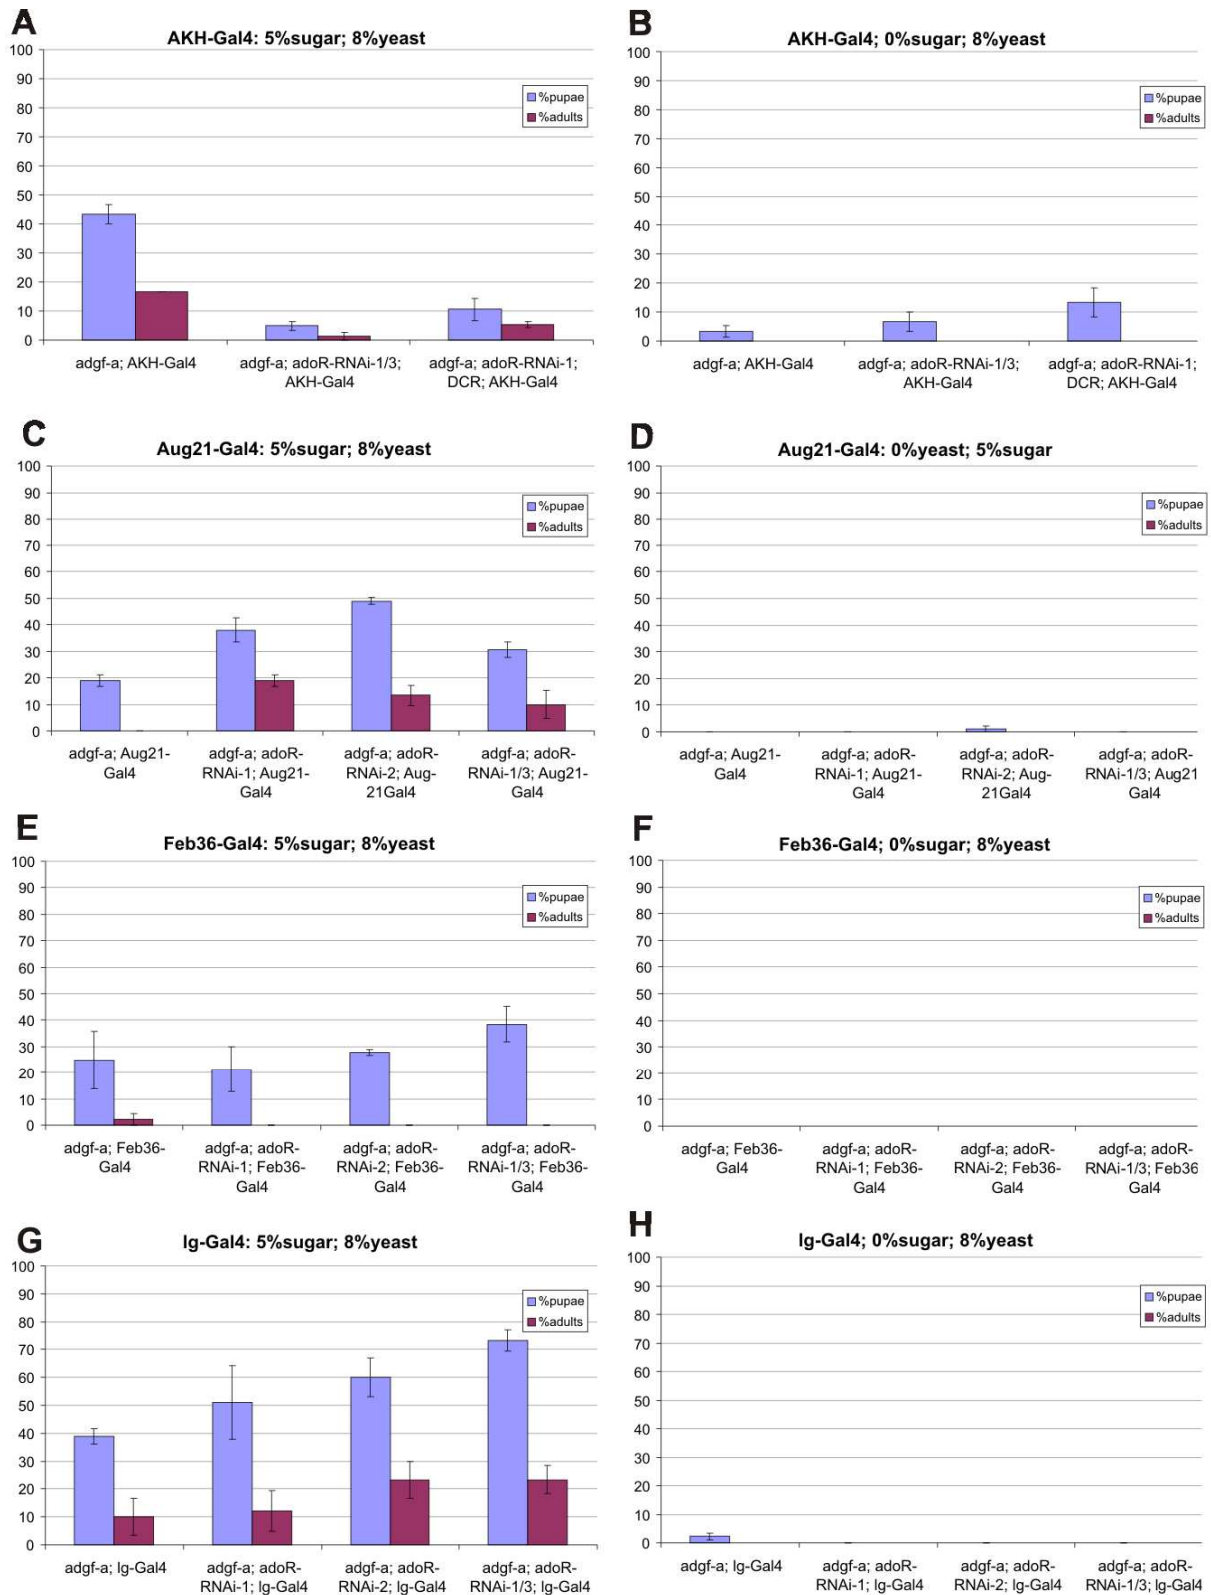 A
AKH-Gal4: 5%sugar; 8%yeast
100
90
80
70
60
50
40
30
20
10
0
%pupae
%adults
adgf-a; AKH-Gal4
adgf-a; adoR-RNAi-1/3;
AKH-Gal4
adgf-a; adoR-RNAi-1;
DCR; AKH-Gal4
B
AKH-Gal4; 0%sugar; 8%yeast
100
90
80
70
60
50
40
30
20
10
0
%pupae
%adults
adgf-a; AKH-Gal4
adgf-a; adoR-RNAi-1/3;
AKH-Gal4
adgf-a; adoR-RNAi-1;
DCR; AKH-Gal4
C
Aug21-Gal4: 5%sugar; 8%yeast
100
90
80
70
60
50
40
30
20
10
0
%pupae
%adults
adgf-a; Aug21-
Gal4
adgf-a; adoR-
RNAi-1; Aug21-
Gal4
adgf-a; adoR-
RNAi-2; Aug-
21Gal4
adgf-a; adoR-
RNAi-1/3; Aug21-
Gal4
D
Aug21-Gal4: 0%yeast; 5%sugar
100
90
80
70
60
50
40
30
20
10
0
%pupae
%adults
adgf-a; Aug21-
Gal4
adgf-a; adoR-
RNAi-1; Aug21-
Gal4
adgf-a; adoR-
RNAi-2; Aug-
21Gal4
adgf-a; adoR-
RNAi-1/3; Aug21
Gal4
E
Feb36-Gal4: 5%sugar; 8%yeast
100
90
80
70
60
50
40
30
20
10
0
%pupae
%adults
adgf-a; Feb36-
Gal4
adgf-a; adoR-
RNAi-1; Feb36-
Gal4
adgf-a; adoR-
RNAi-2; Feb36-
Gal4
adgf-a; adoR-
RNAi-1/3; Feb36-
Gal4
F
Feb36-Gal4; 0%sugar; 8%yeast
100
90
80
70
60
50
40
30
20
10
0
%pupae
%adults
adgf-a; Feb36-
Gal4
adgf-a; adoR-
RNAi-1; Feb36-
Gal4
adgf-a; adoR-
RNAi-2; Feb36-
Gal4
adgf-a; adoR-
RNAi-1/3; Feb36
Gal4
G
lg-Gal4: 5%sugar; 8%yeast
100
90
80
70
60
50
40
30
20
10
0
%pupae
%adults
adgf-a; lg-Gal4
adgf-a; adoR-
RNAi-1; lg-Gal4
adgf-a; adoR-
RNAi-2; lg-Gal4
adgf-a; adoR-
RNAi-1/3; lg-Gal4
H
lg-Gal4; 0%sugar; 8%yeast
100
90
80
70
60
50
40
30
20
10
0
%pupae
%adults
adgf-a; lg-Gal4
adgf-a; adoR-
RNAi-1; lg-Gal4
adgf-a; adoR-
RNAi-2; lg-Gal4
adgf-a; adoR-
RNAi-1/3; lg-Gal4